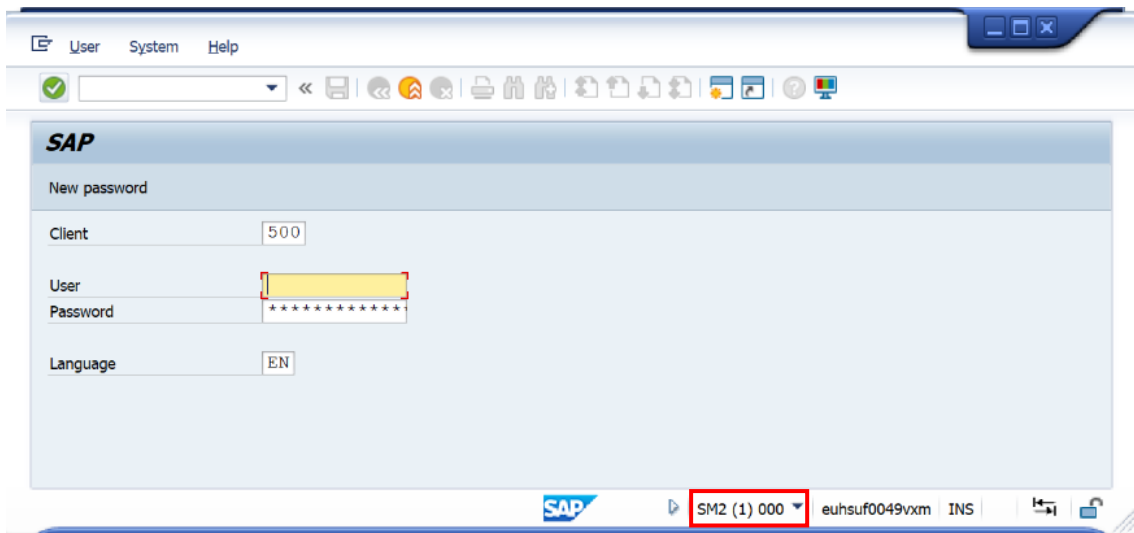 User System Help
SAP
New password
Client 500
User
Password *************
Language EN
SAP SM2 (1) 000 euhsuf0049vxm INS